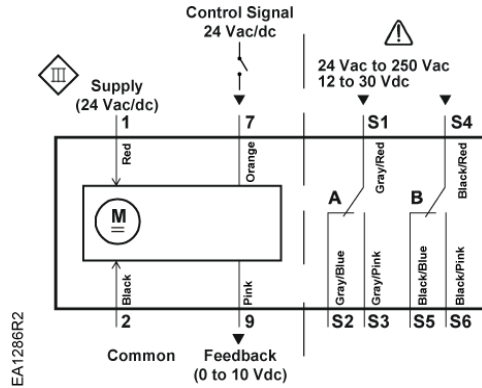 Control Signal
24 Vac/dc
III
24 Vac to 250 Vac
12 to 30 Vdc
Supply
(24 Vac/dc)
1
7
S1
S4
Red
Orange
Gray/Red
Black/Red
A
B
M
Black
Pink
Gray/Blue
Gray/Pink
Black/Blue
Black/Pink
2
9
S2
S3
S5
S6
Common
Feedback
(0 to 10 Vdc)
EA1286R2